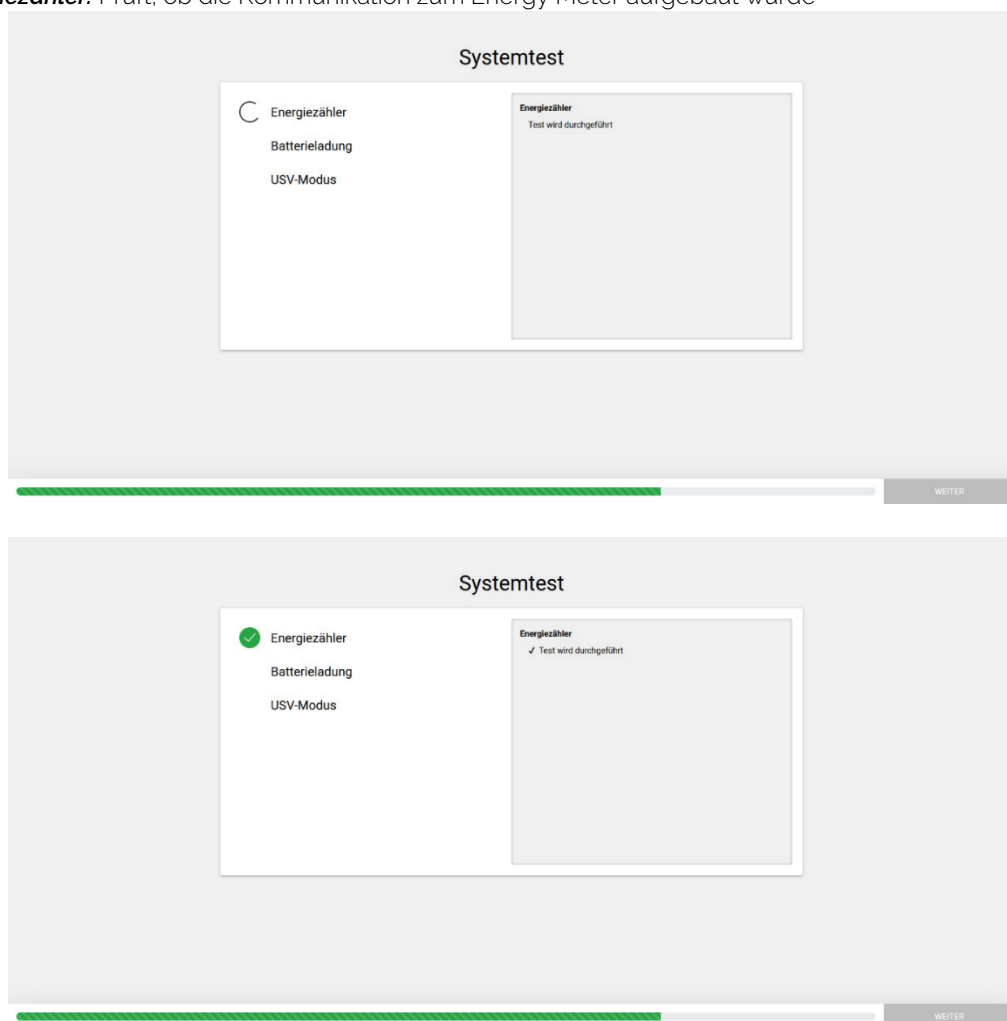 Prüft, ob die Kommunikation zum Energy Meter aufgebaut wurde
Systemtest
Energiezähler
Batterieladung
USV-Modus
Energiezähler
Test wird durchgeführt
WEITER
Systemtest
Energiezähler
Batterieladung
USV-Modus
Energiezähler
✓ Test wird durchgeführt
WEITER